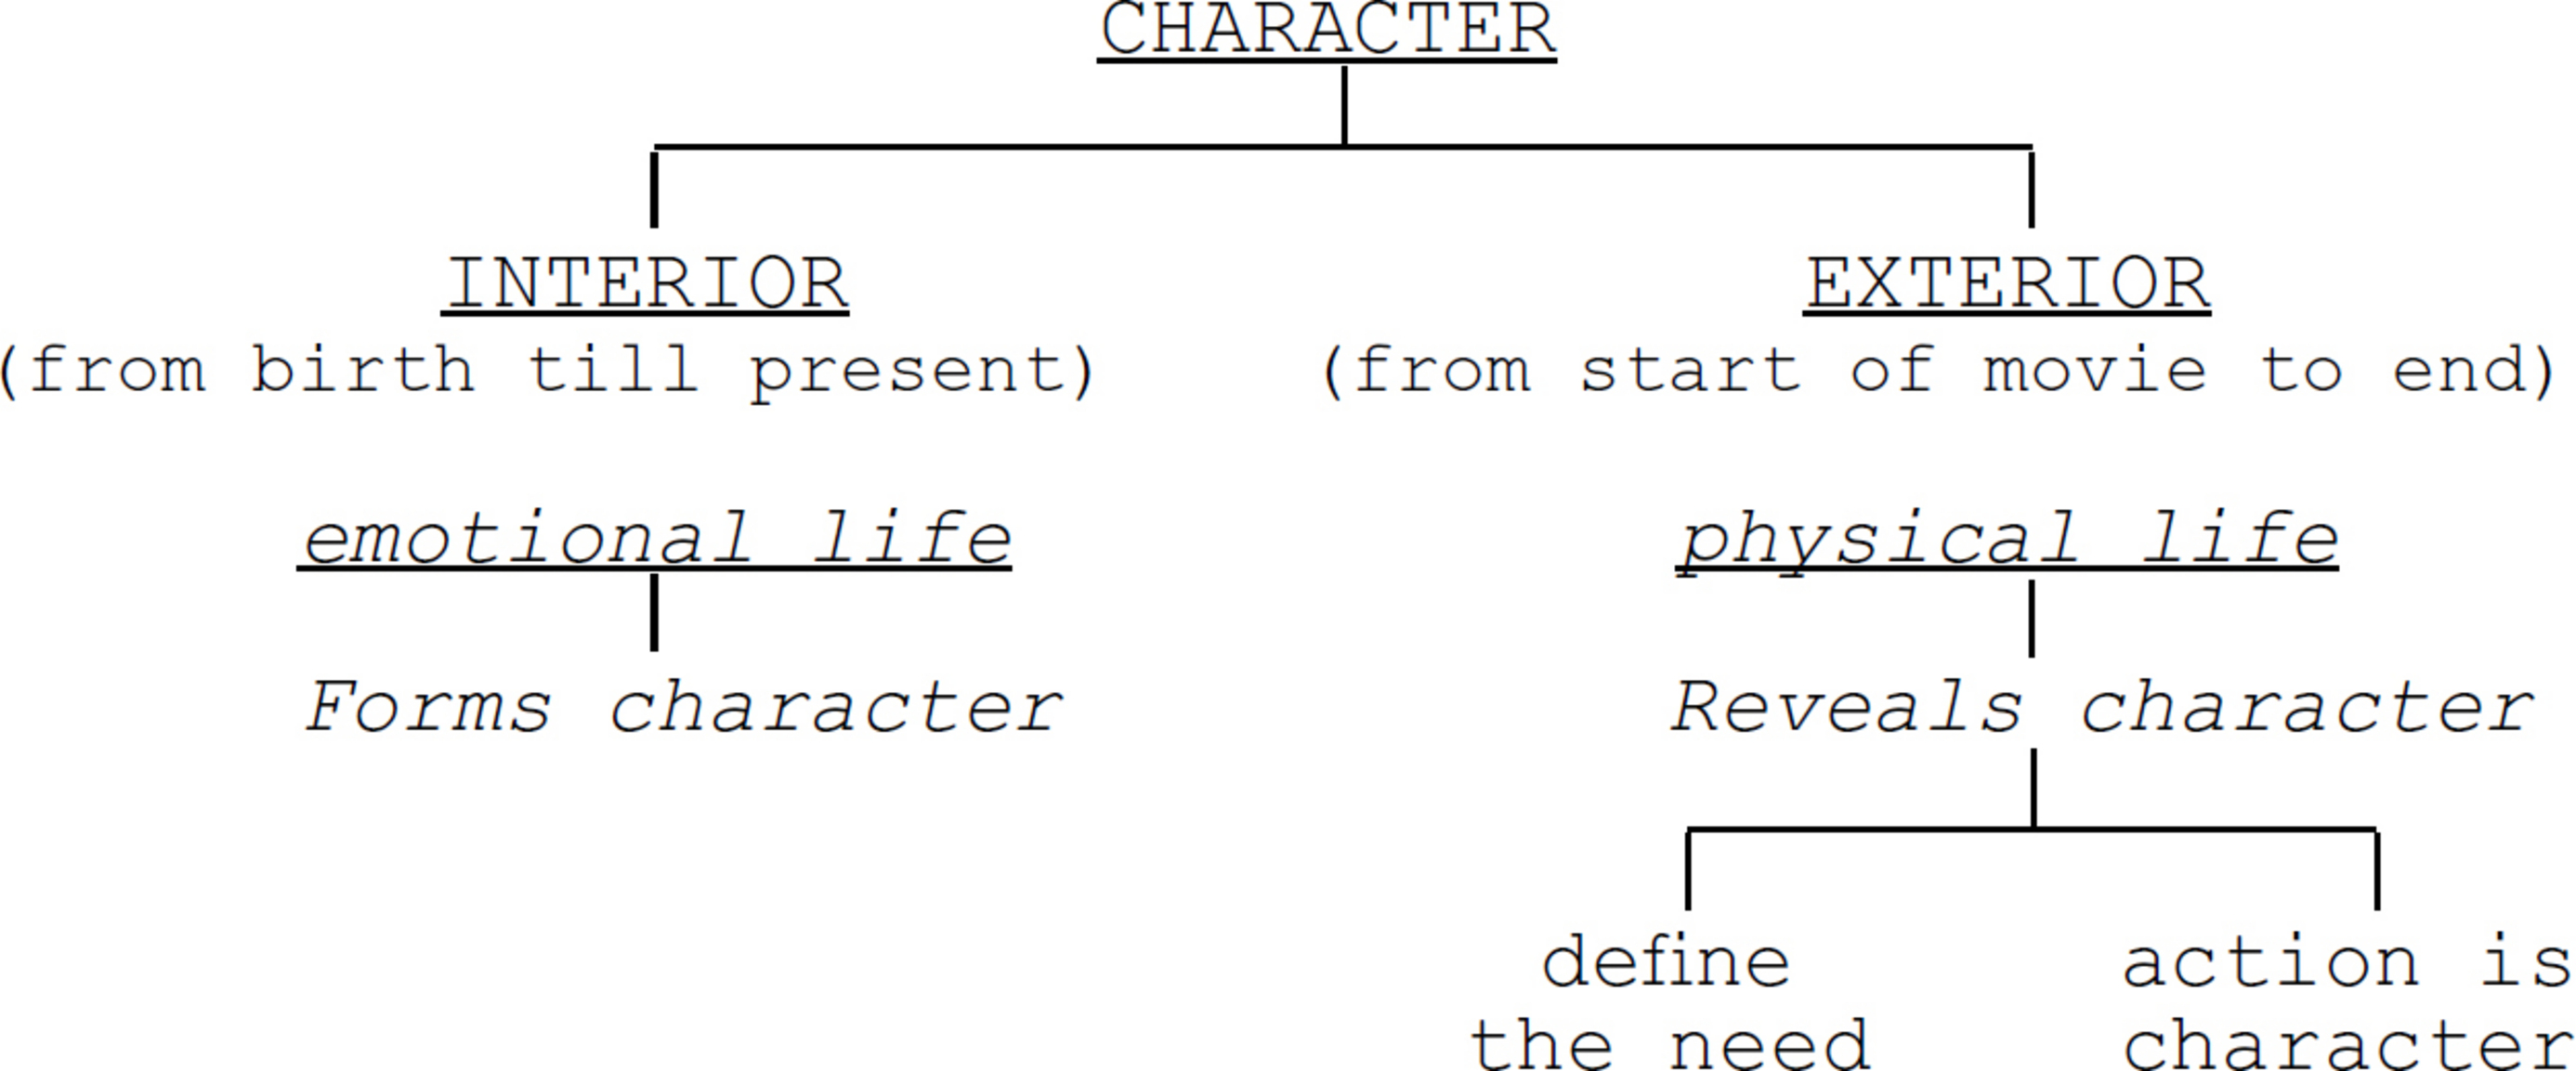 CHARACTER
INTERIOR
(from birth till present)
emotional life
Forms character
EXTERIOR
(from start of movie to end)
physical life
Reveals character
define
the need
action is
character